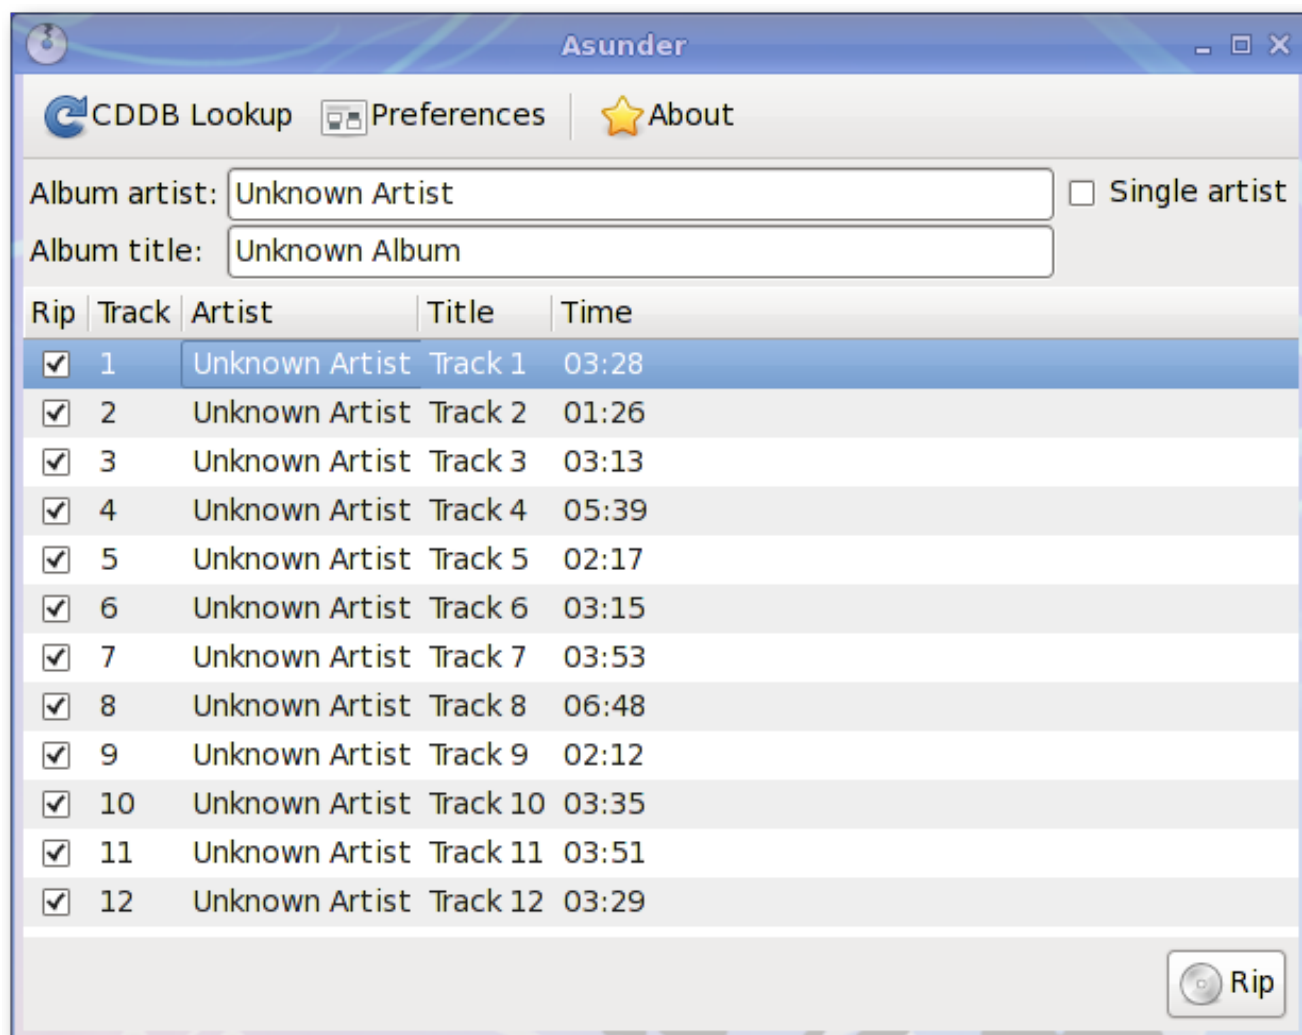 Asunder
CDDB Lookup Preferences About
Album artist: Unknown Artist Single artist
Album title: Unknown Album
Rip Track Artist Title Time
1 Unknown Artist Track 1 03:28
2 Unknown Artist Track 2 01:26
3 Unknown Artist Track 3 03:13
4 Unknown Artist Track 4 05:39
5 Unknown Artist Track 5 02:17
6 Unknown Artist Track 6 03:15
7 Unknown Artist Track 7 03:53
8 Unknown Artist Track 8 06:48
9 Unknown Artist Track 9 02:12
10 Unknown Artist Track 10 03:35
11 Unknown Artist Track 11 03:51
12 Unknown Artist Track 12 03:29
Rip